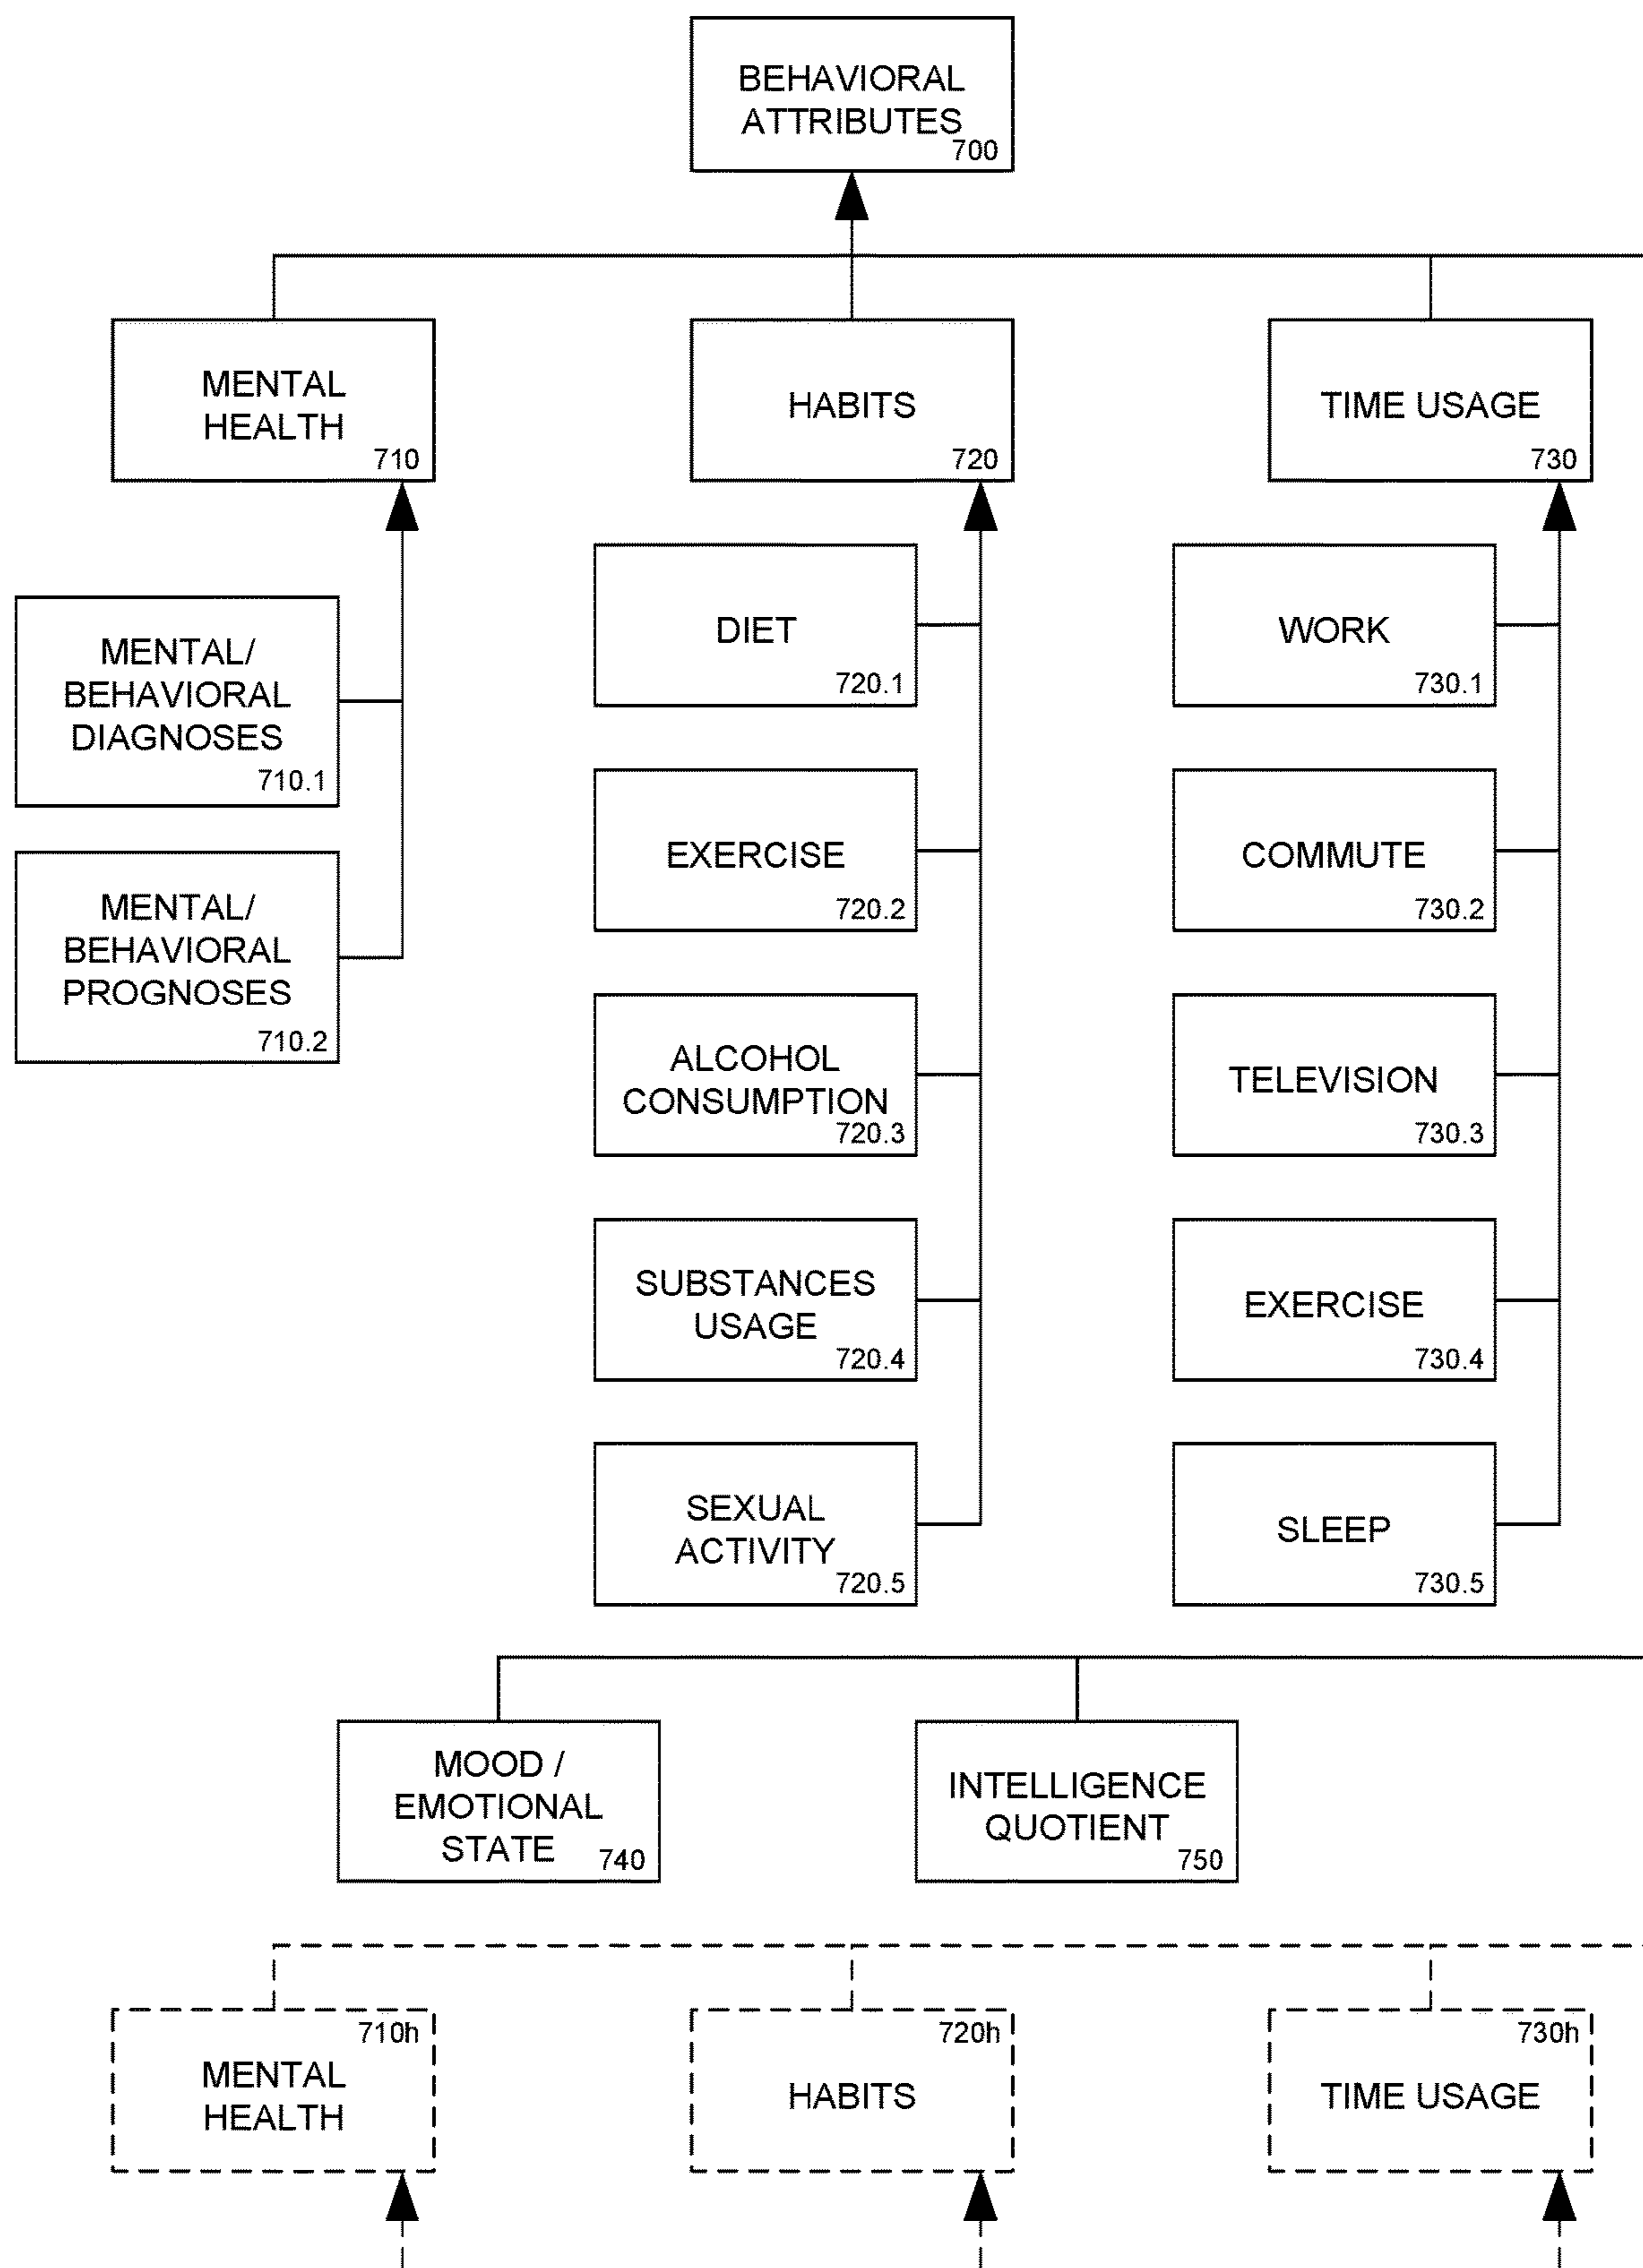 BEHAVIORAL
ATTRIBUTES
700
MENTAL
HEALTH
710
HABITS
720
TIME USAGE
730
MENTAL/
BEHAVIORAL
DIAGNOSES
710.1
MENTAL/
BEHAVIORAL
PROGNOSES
710.2
DIET
720.1
EXERCISE
720.2
ALCOHOL
CONSUMPTION
720.3
SUBSTANCES
USAGE
720.4
SEXUAL
ACTIVITY
720.5
WORK
730.1
COMMUTE
730.2
TELEVISION
730.3
EXERCISE
730.4
SLEEP
730.5
MOOD /
EMOTIONAL
STATE
740
INTELLIGENCE
QUOTIENT
750
710h
MENTAL
HEALTH
720h
HABITS
730h
TIME USAGE